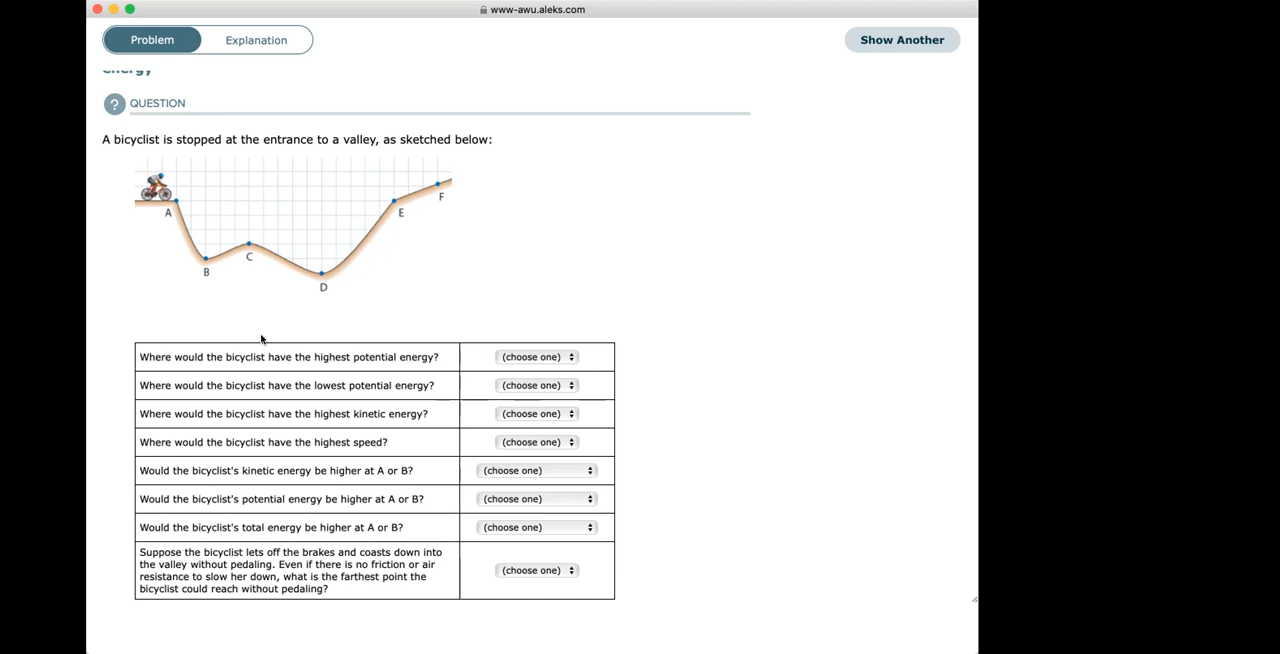 www-awu.aleks.com
Problem
Explanation
Show Another
energy
? QUESTION
A bicyclist is stopped at the entrance to a valley, as sketched below:
A
F
E
C
B
D
Where would the bicyclist have the highest potential energy? (choose one)
Where would the bicyclist have the lowest potential energy? (choose one)
Where would the bicyclist have the highest kinetic energy? (choose one)
Where would the bicyclist have the highest speed? (choose one)
Would the bicyclist's kinetic energy be higher at A or B? (choose one)
Would the bicyclist's potential energy be higher at A or B? (choose one)
Would the bicyclist's total energy be higher at A or B? (choose one)
Suppose the bicyclist lets off the brakes and coasts down into
the valley without pedaling. Even if there is no friction or air
resistance to slow her down, what is the farthest point the
bicyclist could reach without pedaling?
(choose one)